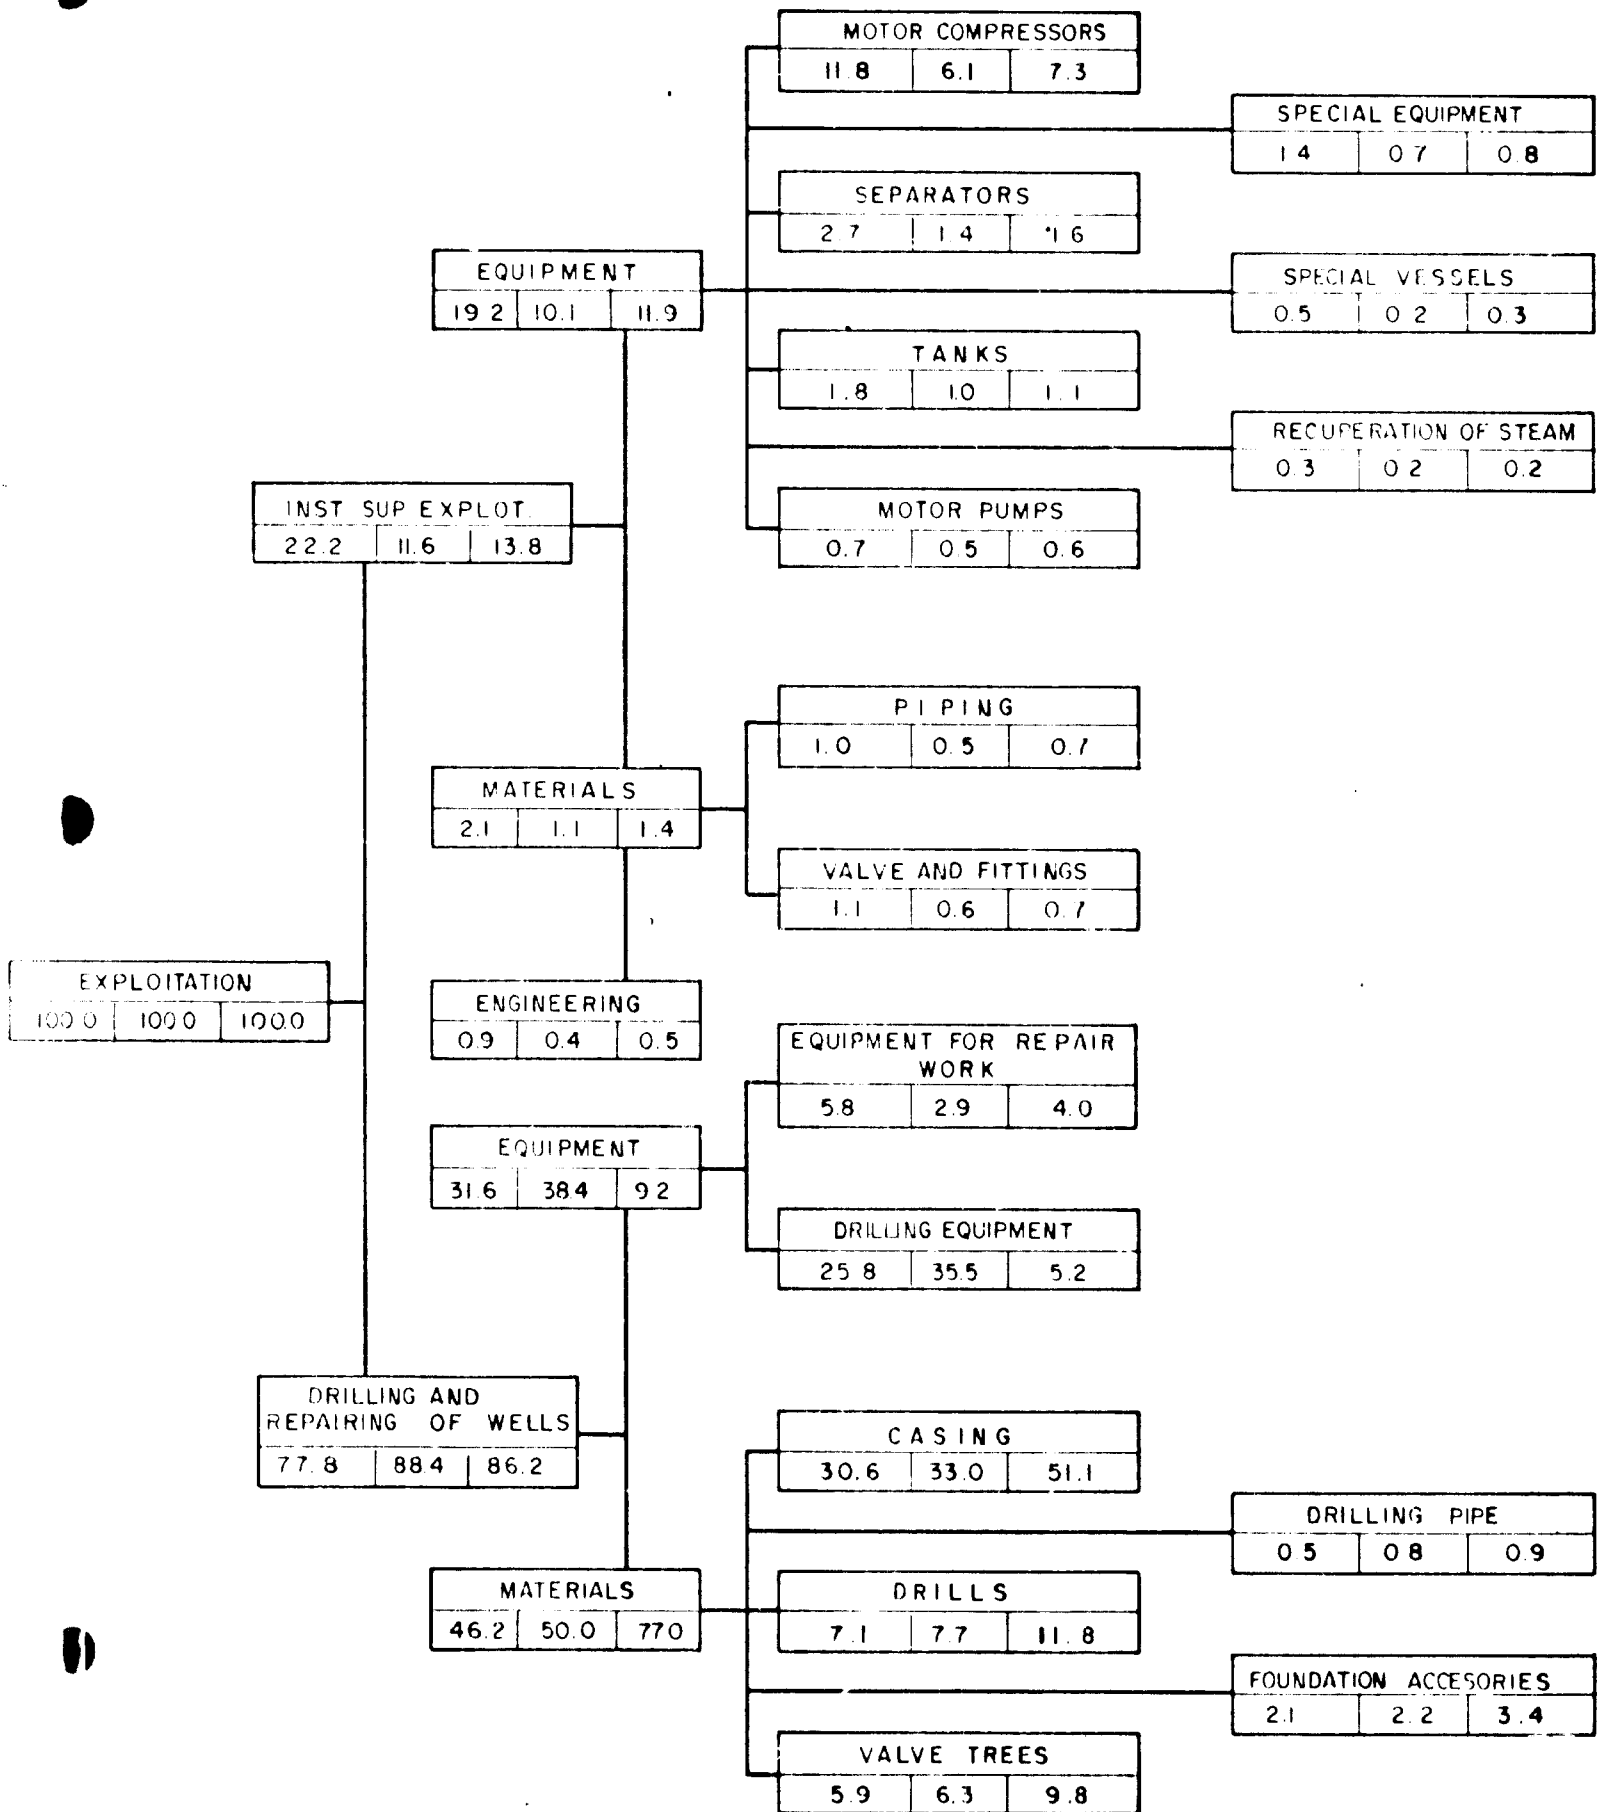 MOTOR COMPRESSORS
11.8 6.1 7.3
SPECIAL EQUIPMENT
1 4 0 7 0.8
SEPARATORS
2.7 1.4 1 6
EQUIPMENT
19 2 10.1 11.9
SPECIAL VESSELS
0.5 0 2 0.3
TANKS
1.8 1.0 1.1
RECUPERATION OF STEAM
0.3 0 2 0.2
INST SUP EXPLOT.
22.2 11.6 13.8
MOTOR PUMPS
0.7 0.5 0.6
PIPING
1.0 0.5 0.7
MATERIALS
2.1 1.1 1.4
VALVE AND FITTINGS
1.1 0.6 0.7
EXPLOITATION
100 0 100 0 100.0
ENGINEERING
0.9 0.4 0.5
EQUIPMENT FOR REPAIR
WORK
5.8 2.9 4.0
EQUIPMENT
31.6 38.4 9 2
DRILLING EQUIPMENT
25 8 35.5 5.2
DRILLING AND
REPAIRING OF WELLS
77.8 88.4 86.2
CASING
30.6 33.0 51.1
DRILLING PIPE
0 5 0 8 0.9
MATERIALS
46.2 50.0 77.0
DRILLS
7.1 7.7 11.8
FOUNDATION ACCESORIES
2.1 2.2 3.4
VALVE TREES
5.9 6.3 9.8